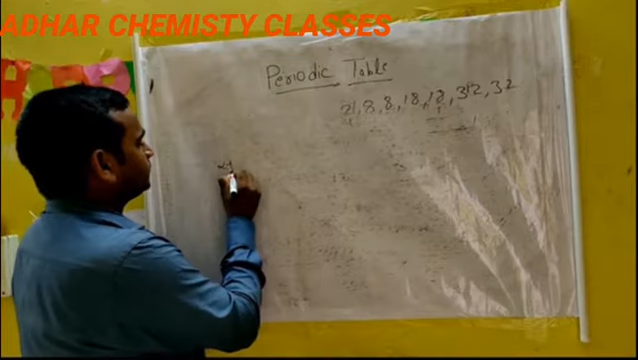 ADHAR CHEMISTY CLASSES
Periodic Table
2, 8, 8, 18, 18, 32, 32